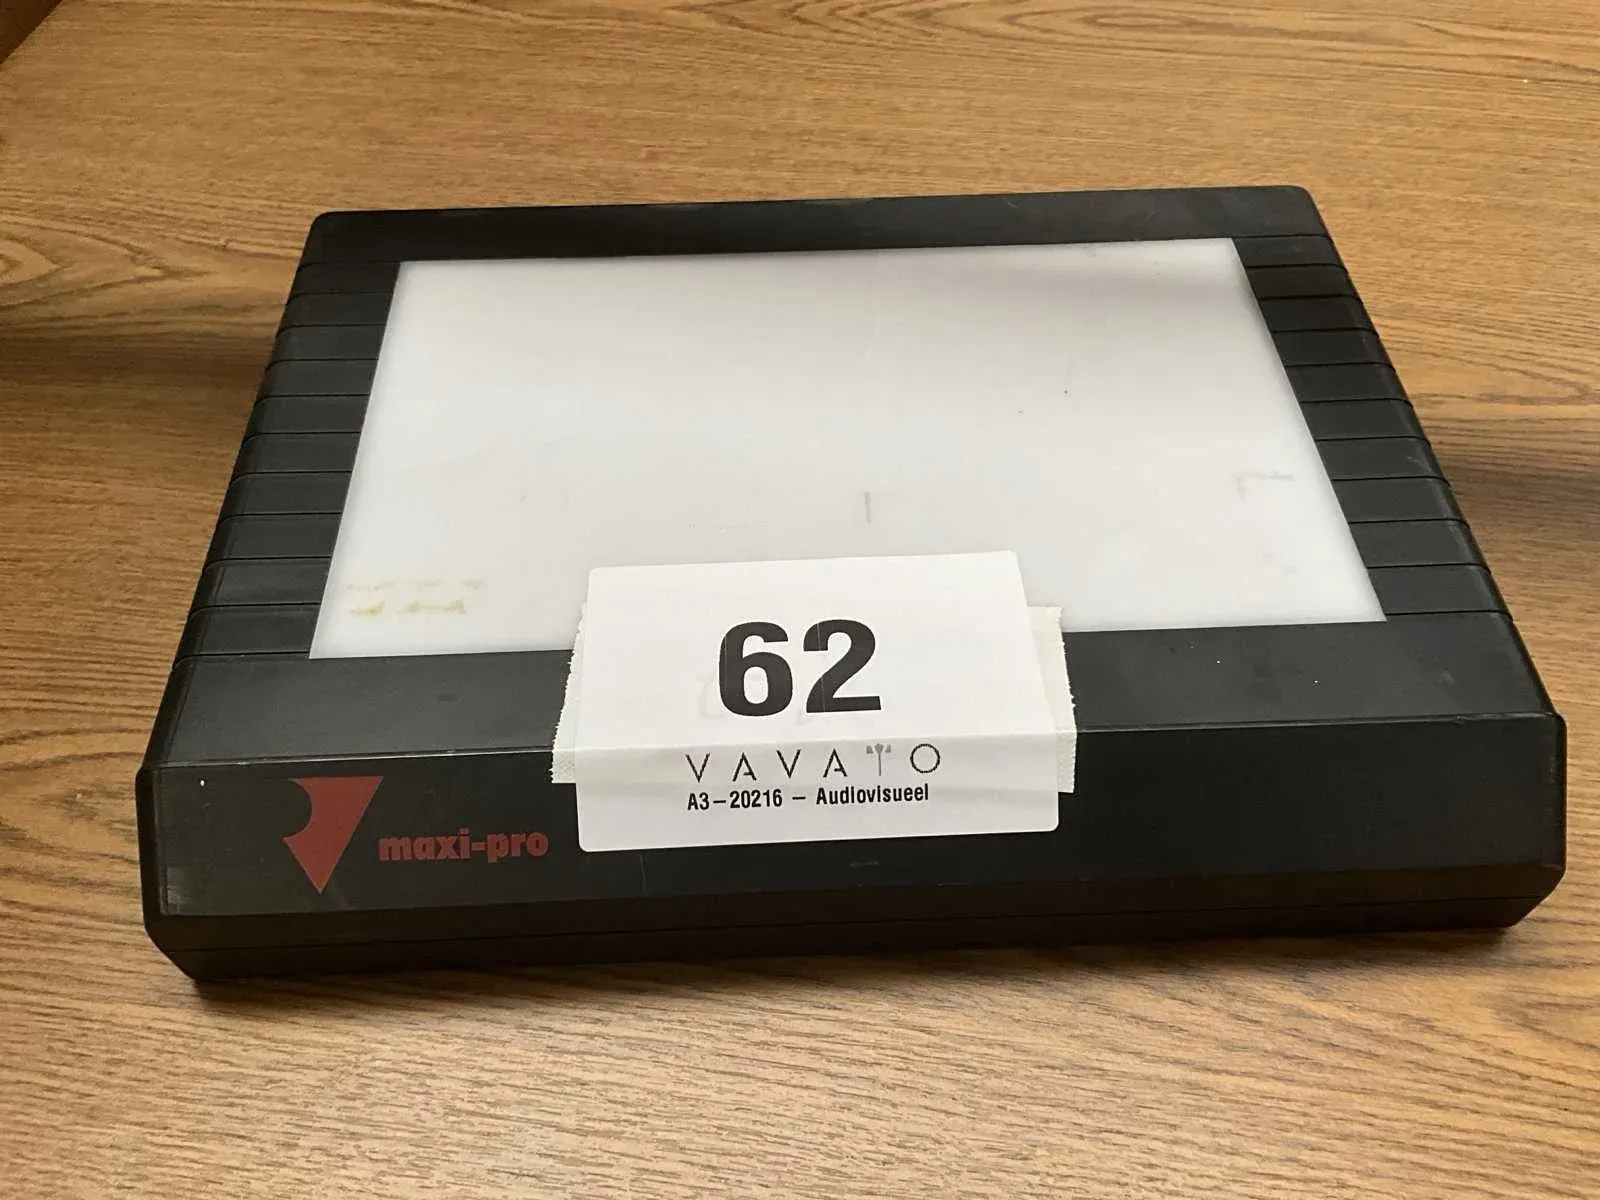 62
VAVATO
A3-20216 - Audiovisueel
maxi-pro